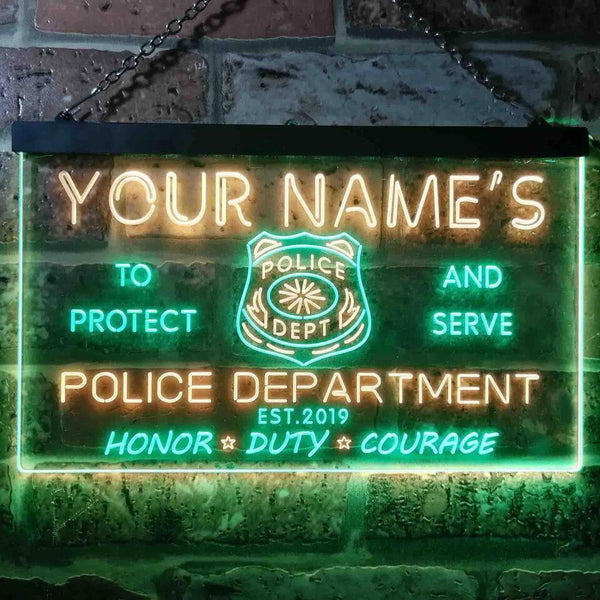 YOUR NAME'S
TO
PROTECT
POLICE
DEPT
AND
SERVE
POLICE DEPARTMENT
EST.2019
HONOR ☆ DUTY ☆ COURAGE